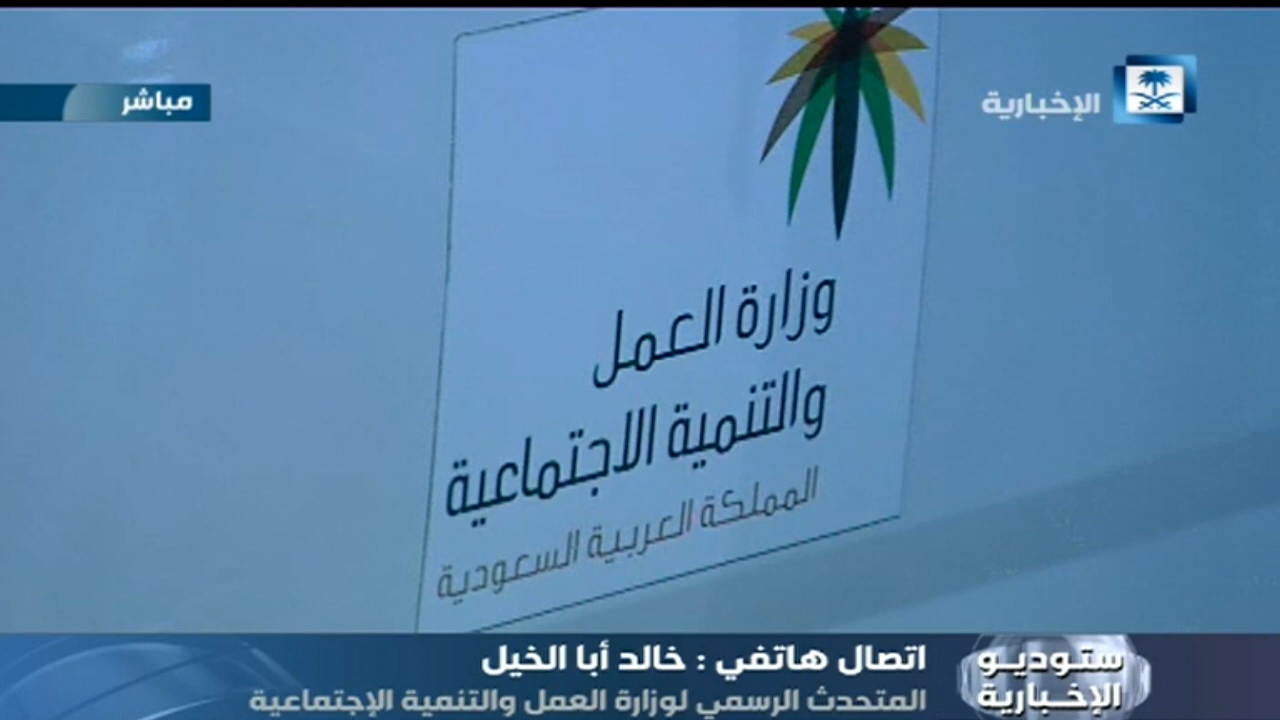 مباشر
الإخبارية
وزارة العمل
والتنمية الاجتماعية
المملكة العربية السعودية
ستوديو
الإخبارية
اتصال هاتفي : خالد أبا الخيل
المتحدث الرسمي لوزارة العمل والتنمية الإجتماعية